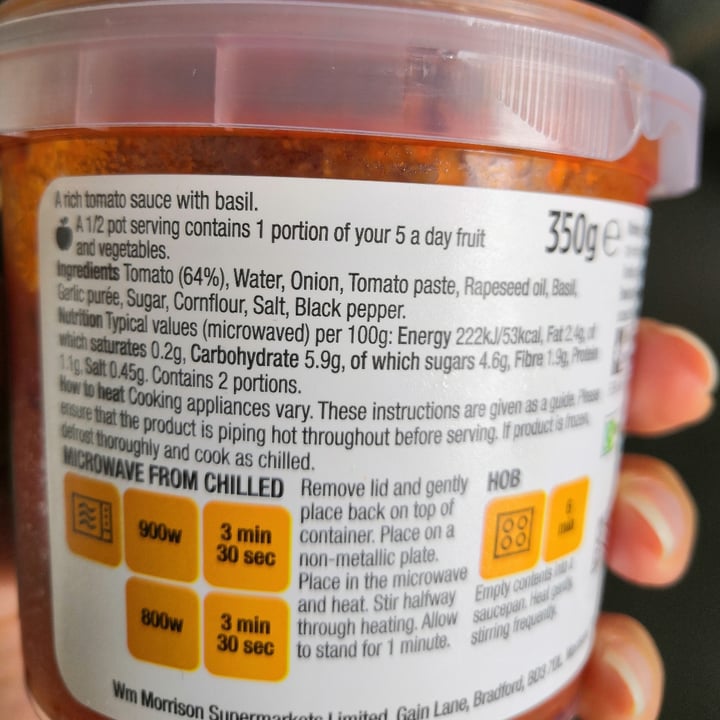 A rich tomato sauce with basil.
A 1/2 pot serving contains 1 portion of your 5 a day fruit
and vegetables.
350g e
Ingredients Tomato (64%), Water, Onion, Tomato paste, Rapeseed oil, Basil,
Garlic purée, Sugar, Cornflour, Salt, Black pepper.
Nutrition Typical values (microwaved) per 100g: Energy 222kJ/53kcal, Fat 2.4g, of
which saturates 0.2g, Carbohydrate 5.9g, of which sugars 4.6g, Fibre 1.9g, Protein
1.1g, Salt 0.45g. Contains 2 portions.
How to heat Cooking appliances vary. These instructions are given as a guide. Please
ensure that the product is piping hot throughout before serving. If product is frozen,
defrost thoroughly and cook as chilled.
MICROWAVE FROM CHILLED
900w
3 min
30 sec
800w
3 min
30 sec
Remove lid and gently
place back on top of
container. Place on a
non-metallic plate.
Place in the microwave
and heat. Stir halfway
through heating. Allow
to stand for 1 minute.
HOB
6
min
Empty contents into a
saucepan. Heat gently,
stirring frequently.
Wm Morrison Supermarkets Limited, Gain Lane, Bradford, BD3 7DL